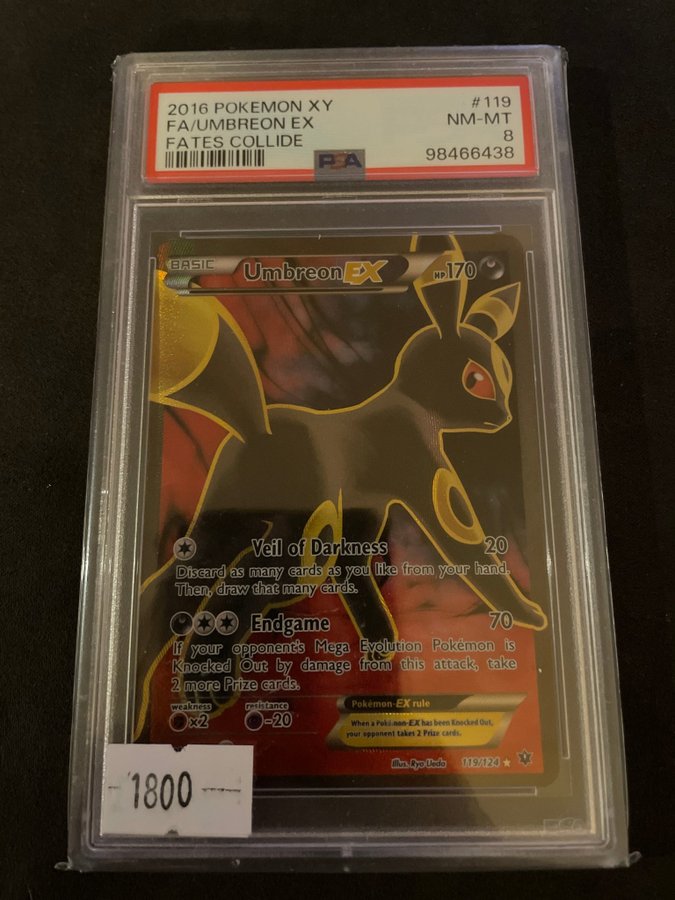 2016 POKEMON XY #119
FA/UMBREON EX NM-MT
FATES COLLIDE 8
PSA 98466438
BASIC Umbreon EX HP170
Veil of Darkness 20
Discard as many cards as you like from your hand.
Then, draw that many cards.
Endgame 70
If your opponent's Mega Evolution Pokémon is
Knocked Out by damage from this attack, take
2 more Prize cards.
weakness resistance
×2 -20
Pokémon-EX rule
When a Pokémon-EX has been Knocked Out,
your opponent takes 2 Prize cards.
Illus. Ryo Ueda 119/124
1800
PSA